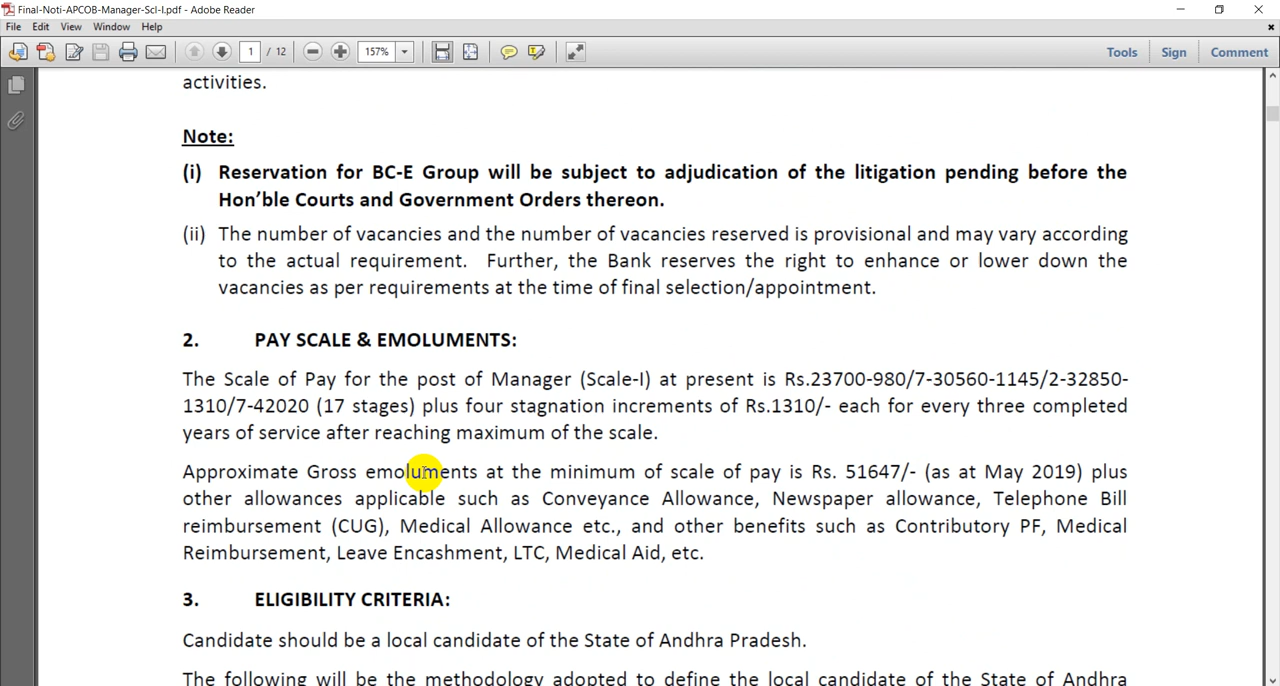 Final-Noti-APCOB-Manager-Scl-I.pdf - Adobe Reader
File Edit View Window Help
1 / 12 157% Tools Sign Comment
activities.
Note:
(i) Reservation for BC-E Group will be subject to adjudication of the litigation pending before the
Hon’ble Courts and Government Orders thereon.
(ii) The number of vacancies and the number of vacancies reserved is provisional and may vary according
to the actual requirement. Further, the Bank reserves the right to enhance or lower down the
vacancies as per requirements at the time of final selection/appointment.
2. PAY SCALE & EMOLUMENTS:
The Scale of Pay for the post of Manager (Scale-I) at present is Rs.23700-980/7-30560-1145/2-32850-
1310/7-42020 (17 stages) plus four stagnation increments of Rs.1310/- each for every three completed
years of service after reaching maximum of the scale.
Approximate Gross emoluments at the minimum of scale of pay is Rs. 51647/- (as at May 2019) plus
other allowances applicable such as Conveyance Allowance, Newspaper allowance, Telephone Bill
reimbursement (CUG), Medical Allowance etc., and other benefits such as Contributory PF, Medical
Reimbursement, Leave Encashment, LTC, Medical Aid, etc.
3. ELIGIBILITY CRITERIA:
Candidate should be a local candidate of the State of Andhra Pradesh.
The following will be the methodology adopted to define the local candidate of the State of Andhra